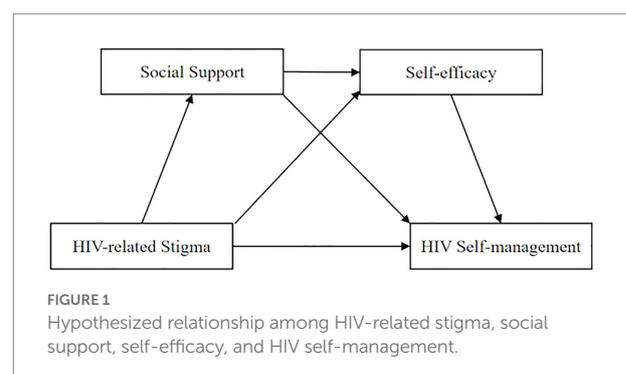 Social Support
Self-efficacy
HIV-related Stigma
HIV Self-management
FIGURE 1
Hypothesized relationship among HIV-related stigma, social
support, self-efficacy, and HIV self-management.